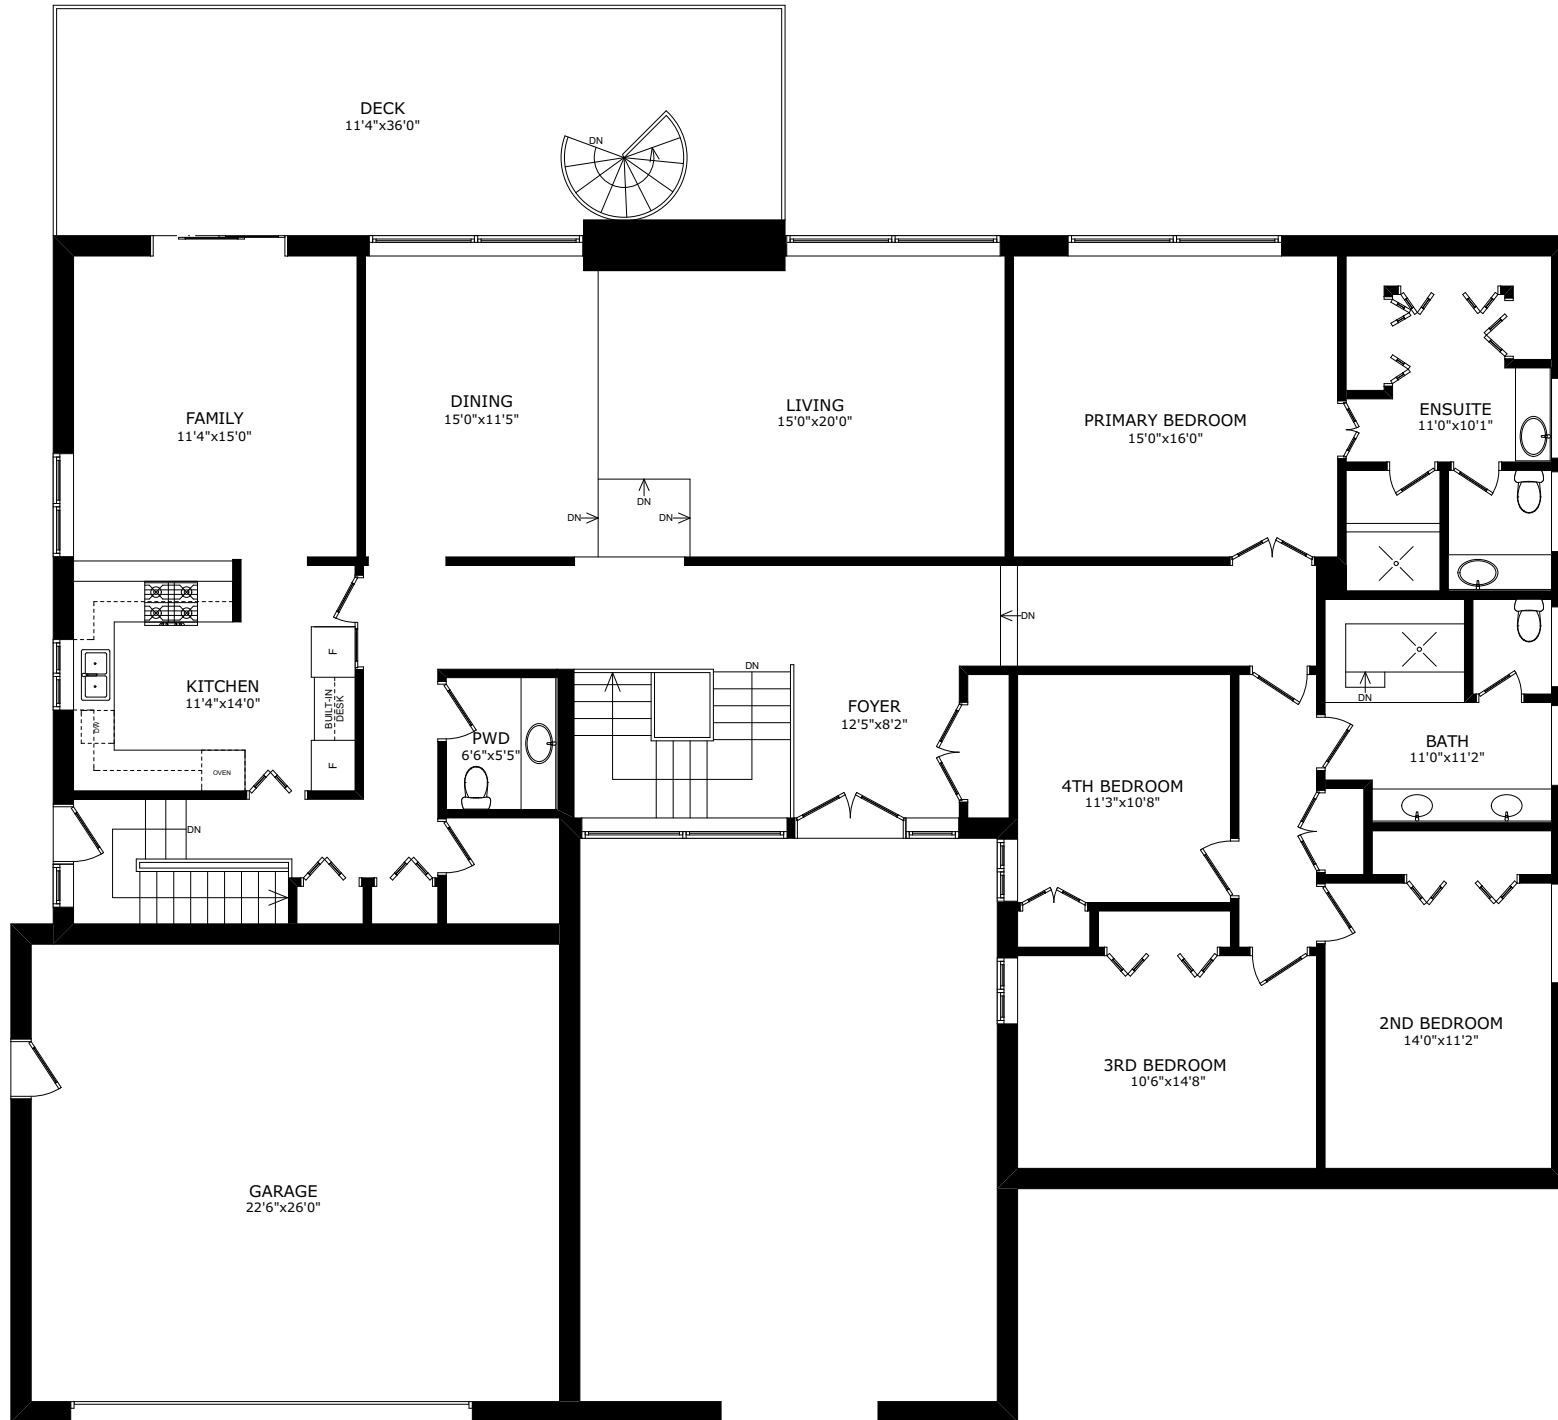 DECK
11'4"x36'0"
DN
FAMILY
11'4"x15'0"
DINING
15'0"x11'5"
LIVING
15'0"x20'0"
PRIMARY BEDROOM
15'0"x16'0"
ENSUITE
11'0"x10'1"
DN
DN
DN
DN
KITCHEN
11'4"x14'0"
F
BUILT-IN
DESK
F
DW
OVEN
PWD
6'6"x5'5"
DN
FOYER
12'5"x8'2"
4TH BEDROOM
11'3"x10'8"
DN
BATH
11'0"x11'2"
DN
3RD BEDROOM
10'6"x14'8"
2ND BEDROOM
14'0"x11'2"
GARAGE
22'6"x26'0"